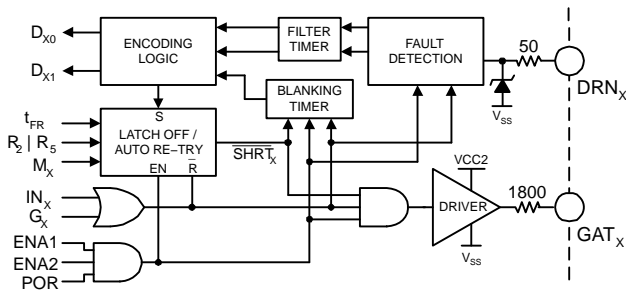 D_X0
D_X1
ENCODING LOGIC
FILTER TIMER
FAULT DETECTION
50
DRN_X
V_SS
BLANKING TIMER
t_FR
R_2 | R_5
M_X
S
LATCH OFF / AUTO RE−TRY
EN
R̅
S̅H̅R̅T̅_X
IN_X
G_X
ENA1
ENA2
POR
VCC2
DRIVER
V_SS
1800
GAT_X